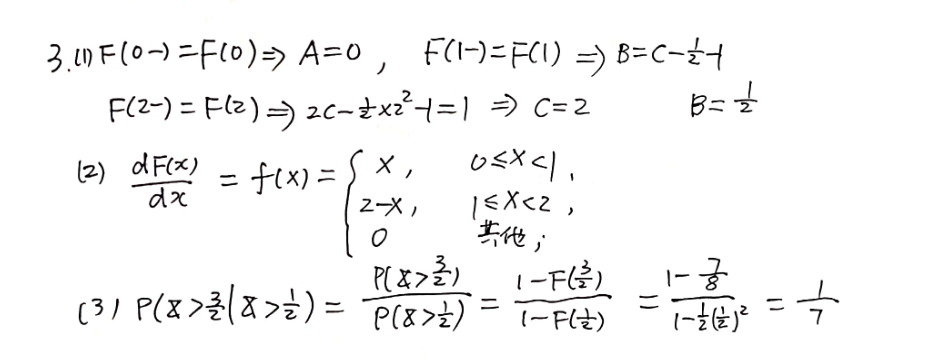 3.(1) F(0-)=F(0)⇒ A=0, F(1-)=F(1) ⇒ B=C-1/2-1
F(2-)=F(2)⇒ 2C-1/2×2²-1=1 ⇒ C=2 B=1/2
(2) dF(x)/dx = f(x) = { x, 0≤x<1,
2-x, 1≤x<2,
0 其他;
(3) P(X>3/2|X>1/2) = P(X>3/2)/P(X>1/2) = (1-F(3/2))/(1-F(1/2)) = (1-7/8)/(1-1/2(1/2)²) = 1/7